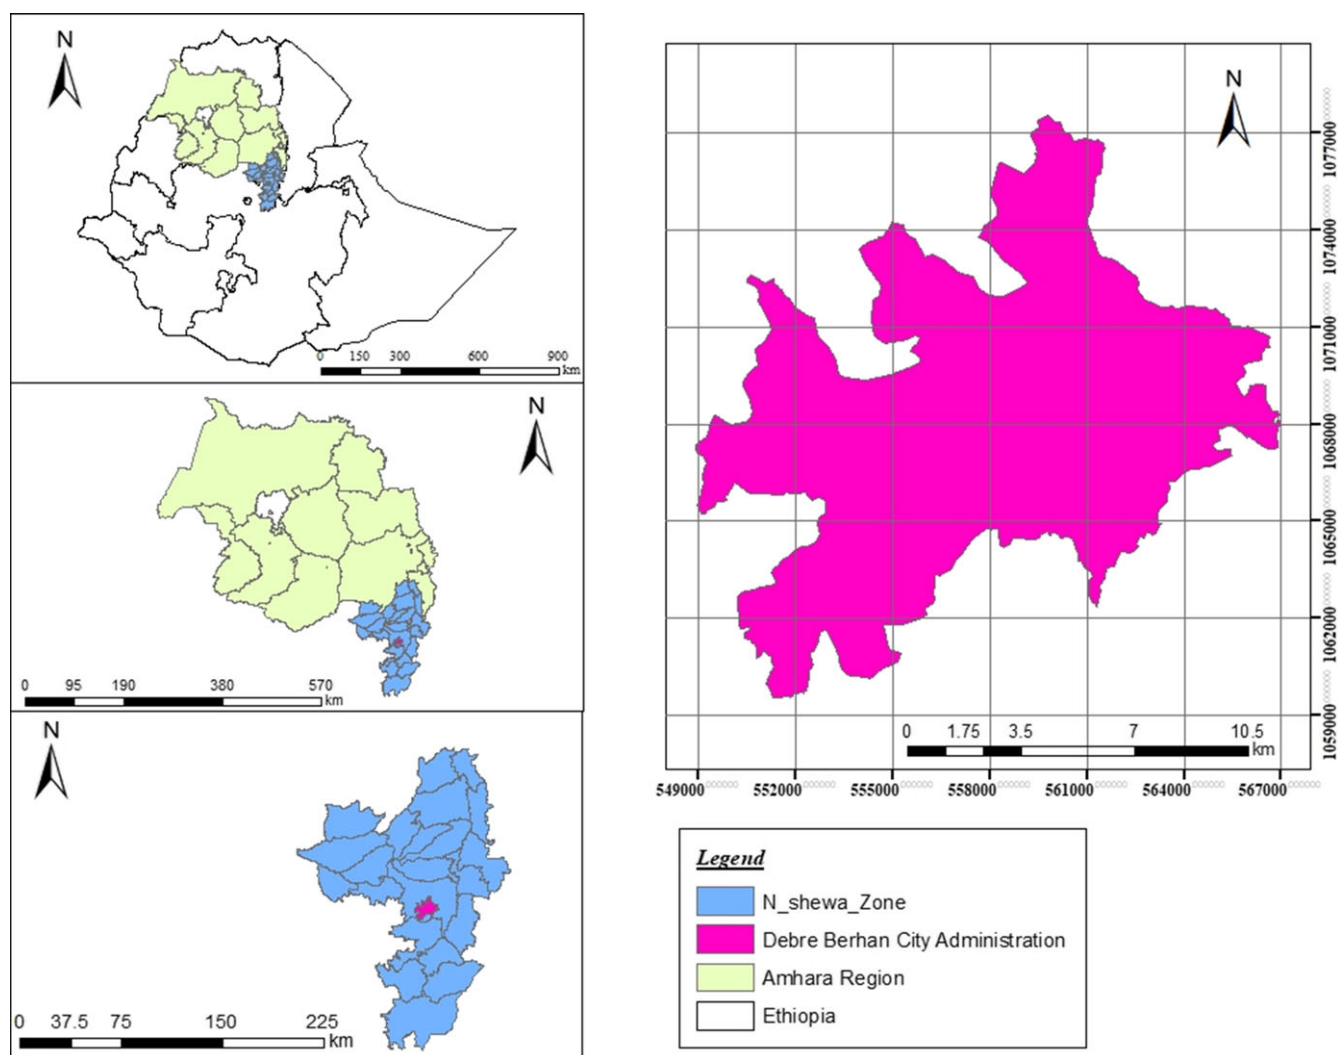 N
0 150 300 600 900
km
N
0 95 190 380 570
km
N
0 37.5 75 150 225
km
N
1077000
1074000
1071000
1068000
1065000
1062000
1059000
0 1.75 3.5 7 10.5
km
549000 552000 555000 558000 561000 564000 567000
Legend
N_shewa_Zone
Debre Berhan City Administration
Amhara Region
Ethiopia